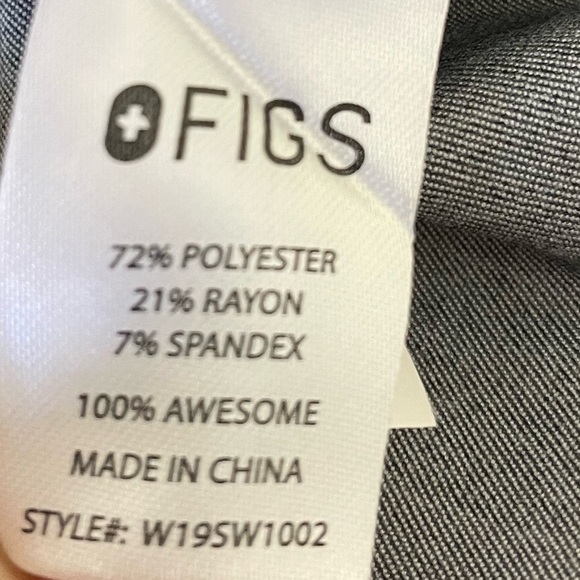 FIGS
72% POLYESTER
21% RAYON
7% SPANDEX
100% AWESOME
MADE IN CHINA
STYLE#: W19SW1002